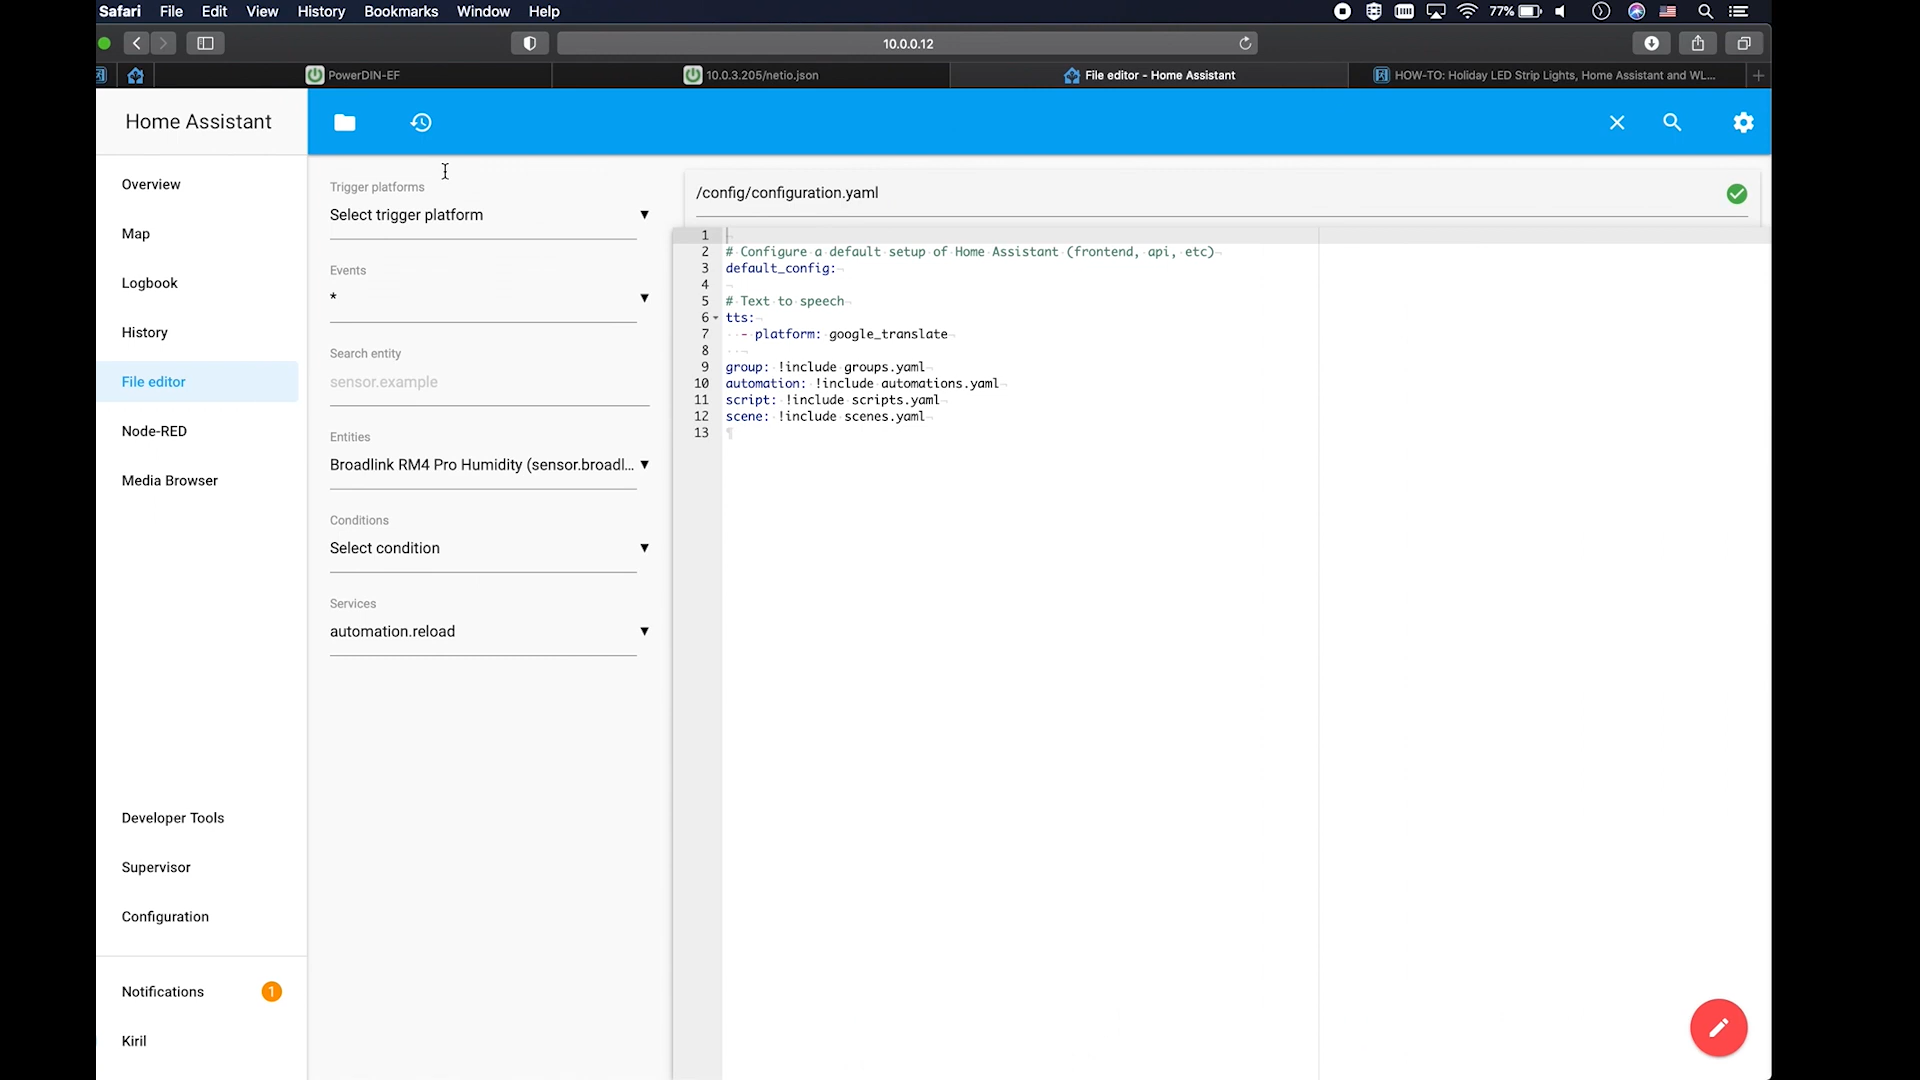 Safari File Edit View History Bookmarks Window Help
77%
10.0.0.12
PowerDIN-EF
10.0.3.205/netio.json
File editor - Home Assistant
HOW-TO: Holiday LED Strip Lights, Home Assistant and WL...
Home Assistant
Overview
Map
Logbook
History
File editor
Node-RED
Media Browser
Developer Tools
Supervisor
Configuration
Notifications 1
Kiril
Trigger platforms
Select trigger platform
Events
*
Search entity
sensor.example
Entities
Broadlink RM4 Pro Humidity (sensor.broadl...
Conditions
Select condition
Services
automation.reload
/config/configuration.yaml
1
2 # Configure a default setup of Home Assistant (frontend, api, etc)
3 default_config:
4
5 # Text to speech
6 tts:
7   - platform: google_translate
8
9 group: !include groups.yaml
10 automation: !include automations.yaml
11 script: !include scripts.yaml
12 scene: !include scenes.yaml
13